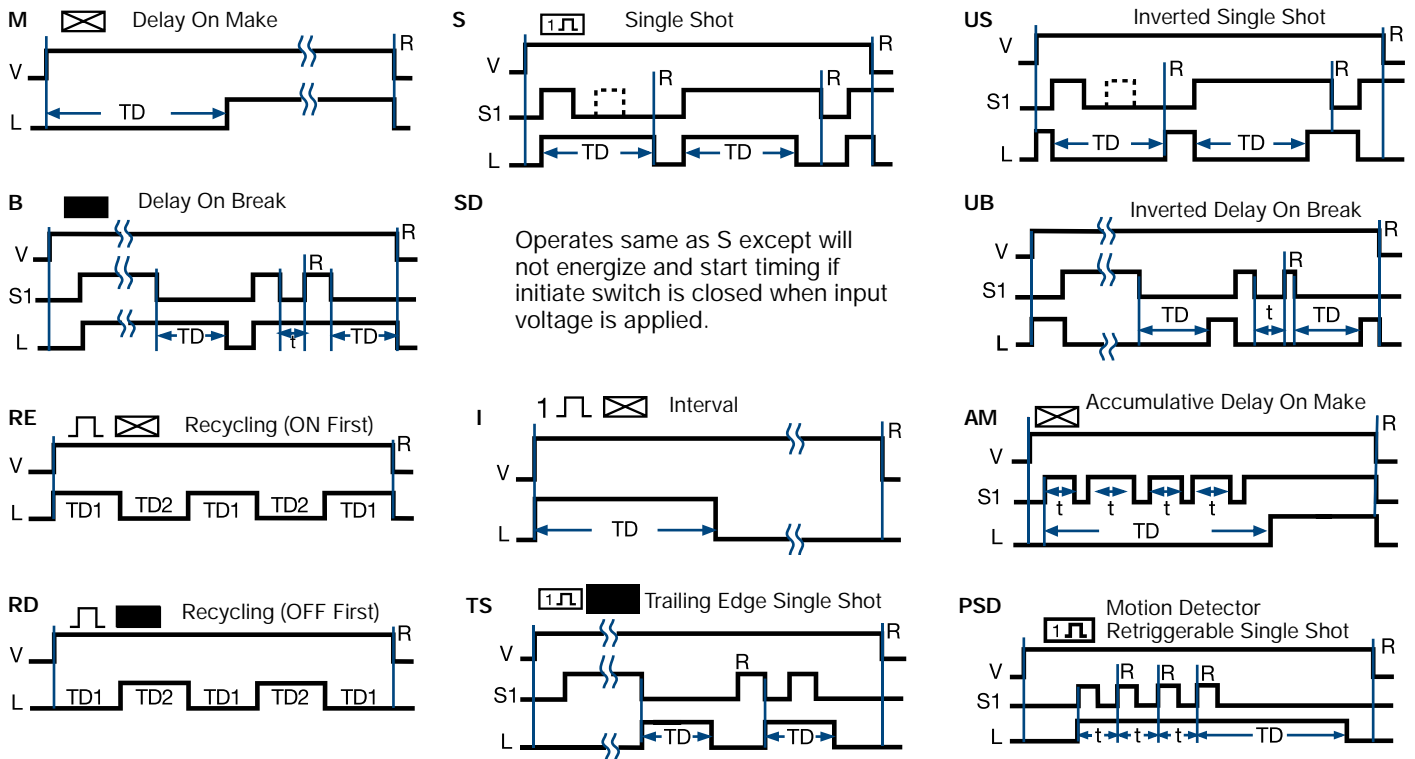 M Delay On Make
R
V
TD
L
S 1 Single Shot
R
V
R
S1
TD TD
L
US Inverted Single Shot
R
V
R R
S1
TD TD
L
B Delay On Break
R
V
R
S1
TD t TD
L
SD
Operates same as S except will
not energize and start timing if
initiate switch is closed when input
voltage is applied.
UB Inverted Delay On Break
R
V
R
S1
TD t TD
L
RE Recycling (ON First)
R
V
TD1 TD2 TD1 TD2 TD1
L
I 1 Interval
R
V
TD
L
AM Accumulative Delay On Make
R
V
S1
t t t t
TD
L
RD Recycling (OFF First)
R
V
TD1 TD2 TD1 TD2 TD1
L
TS 1 Trailing Edge Single Shot
R
V
R
S1
TD TD
L
PSD Motion Detector
1 Retriggerable Single Shot
R
V
R R R
S1
t t t TD
L